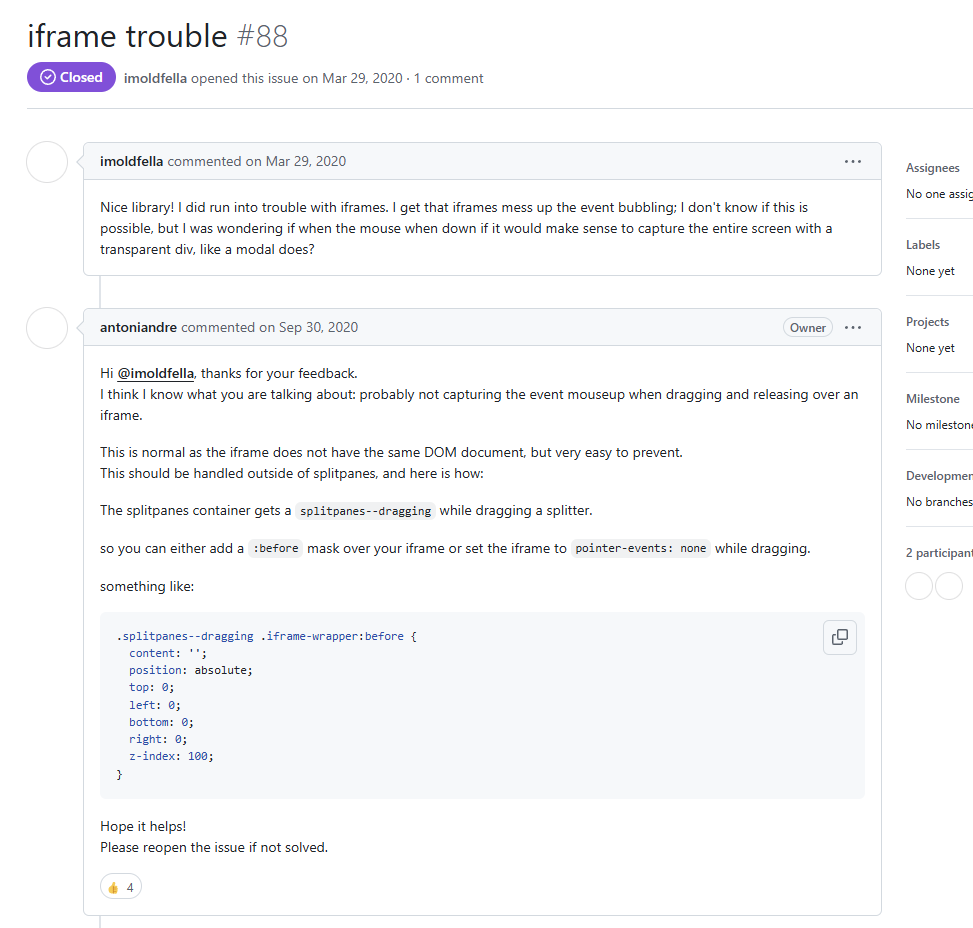 iframe trouble #88
Closed imoldfella opened this issue on Mar 29, 2020 · 1 comment
imoldfella commented on Mar 29, 2020
Nice library! I did run into trouble with iframes. I get that iframes mess up the event bubbling; I don't know if this is
possible, but I was wondering if when the mouse when down if it would make sense to capture the entire screen with a
transparent div, like a modal does?
antoniandre commented on Sep 30, 2020
Owner
Hi @imoldfella, thanks for your feedback.
I think I know what you are talking about: probably not capturing the event mouseup when dragging and releasing over an
iframe.
This is normal as the iframe does not have the same DOM document, but very easy to prevent.
This should be handled outside of splitpanes, and here is how:
The splitpanes container gets a splitpanes--dragging while dragging a splitter.
so you can either add a :before mask over your iframe or set the iframe to pointer-events: none while dragging.
something like:
.splitpanes--dragging .iframe-wrapper:before {
  content: '';
  position: absolute;
  top: 0;
  left: 0;
  bottom: 0;
  right: 0;
  z-index: 100;
}
Hope it helps!
Please reopen the issue if not solved.
👍 4
Assignees
No one assig
Labels
None yet
Projects
None yet
Milestone
No mileston
Developmen
No branches
2 participant